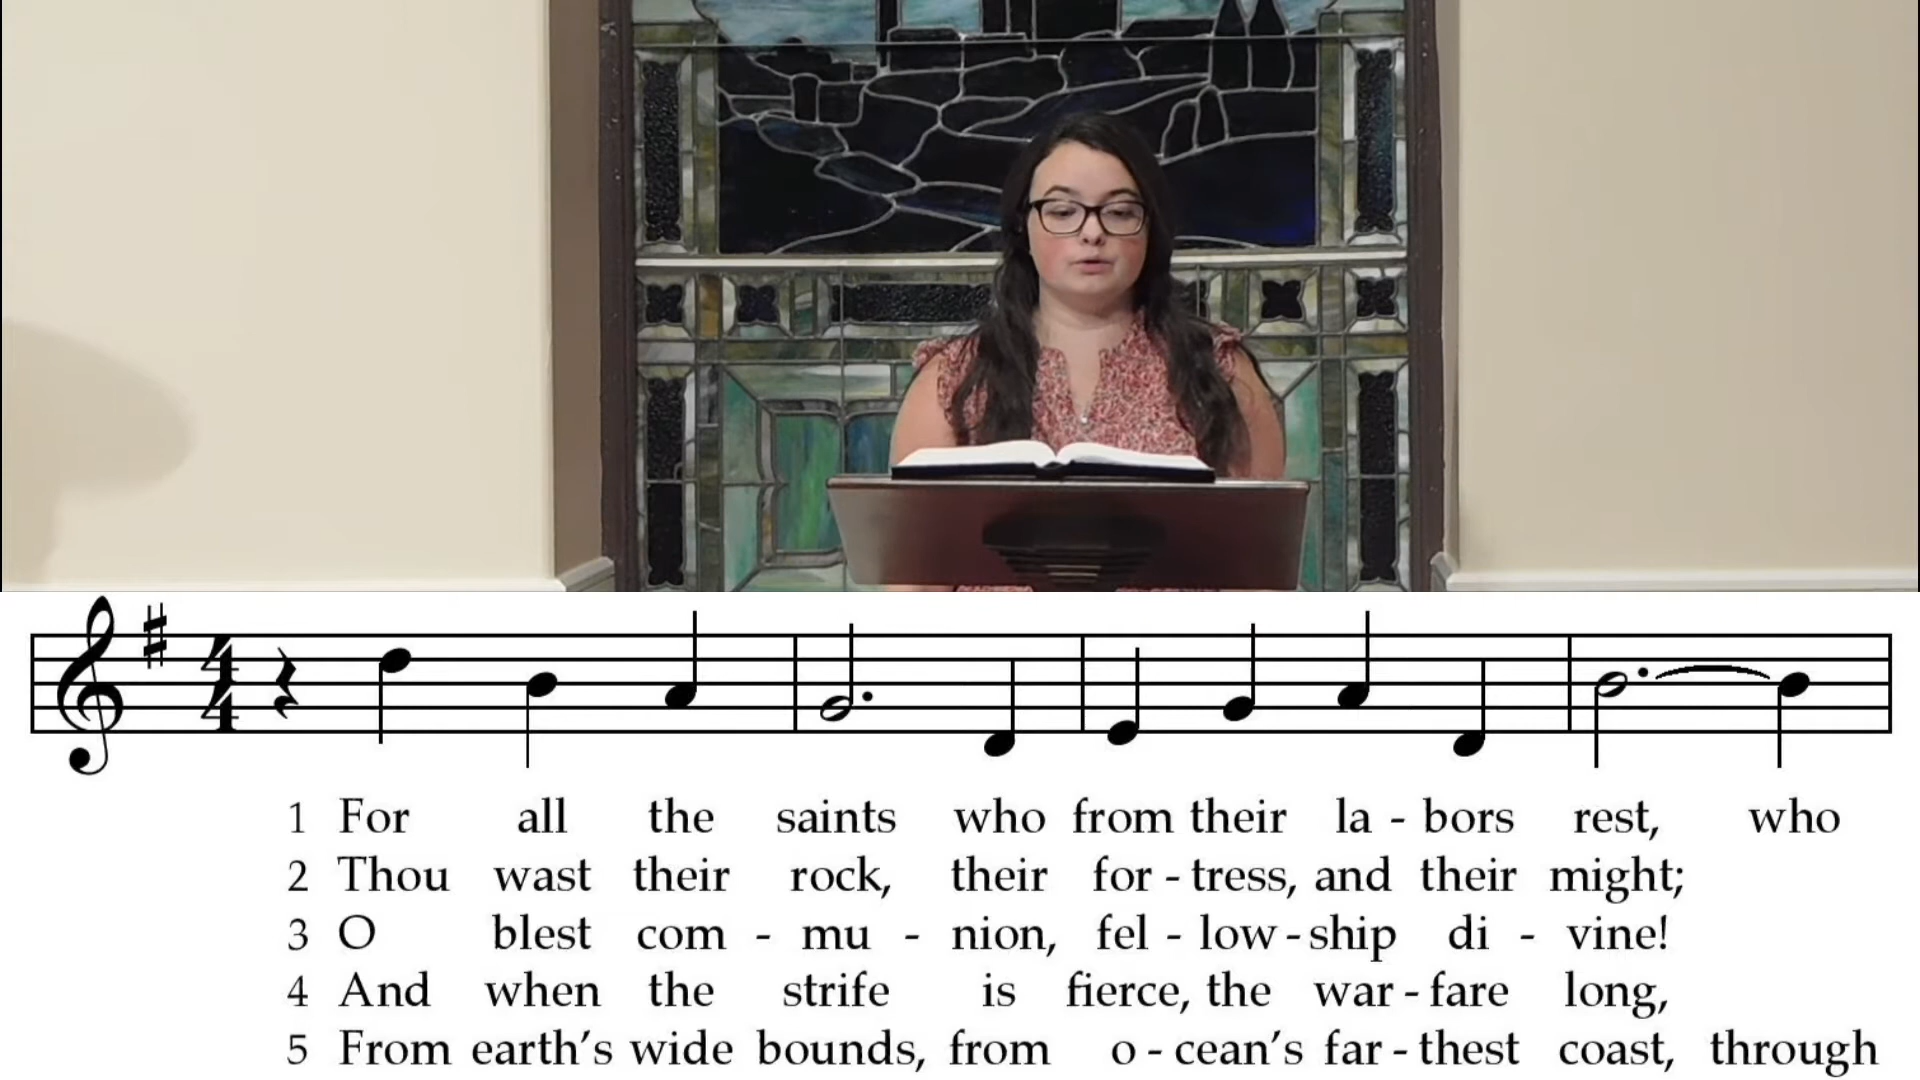 1 For all the saints who from their la - bors rest, who
2 Thou wast their rock, their for - tress, and their might;
3 O blest com - mu - nion, fel - low - ship di - vine!
4 And when the strife is fierce, the war - fare long,
5 From earth's wide bounds, from o - cean's far - thest coast, through